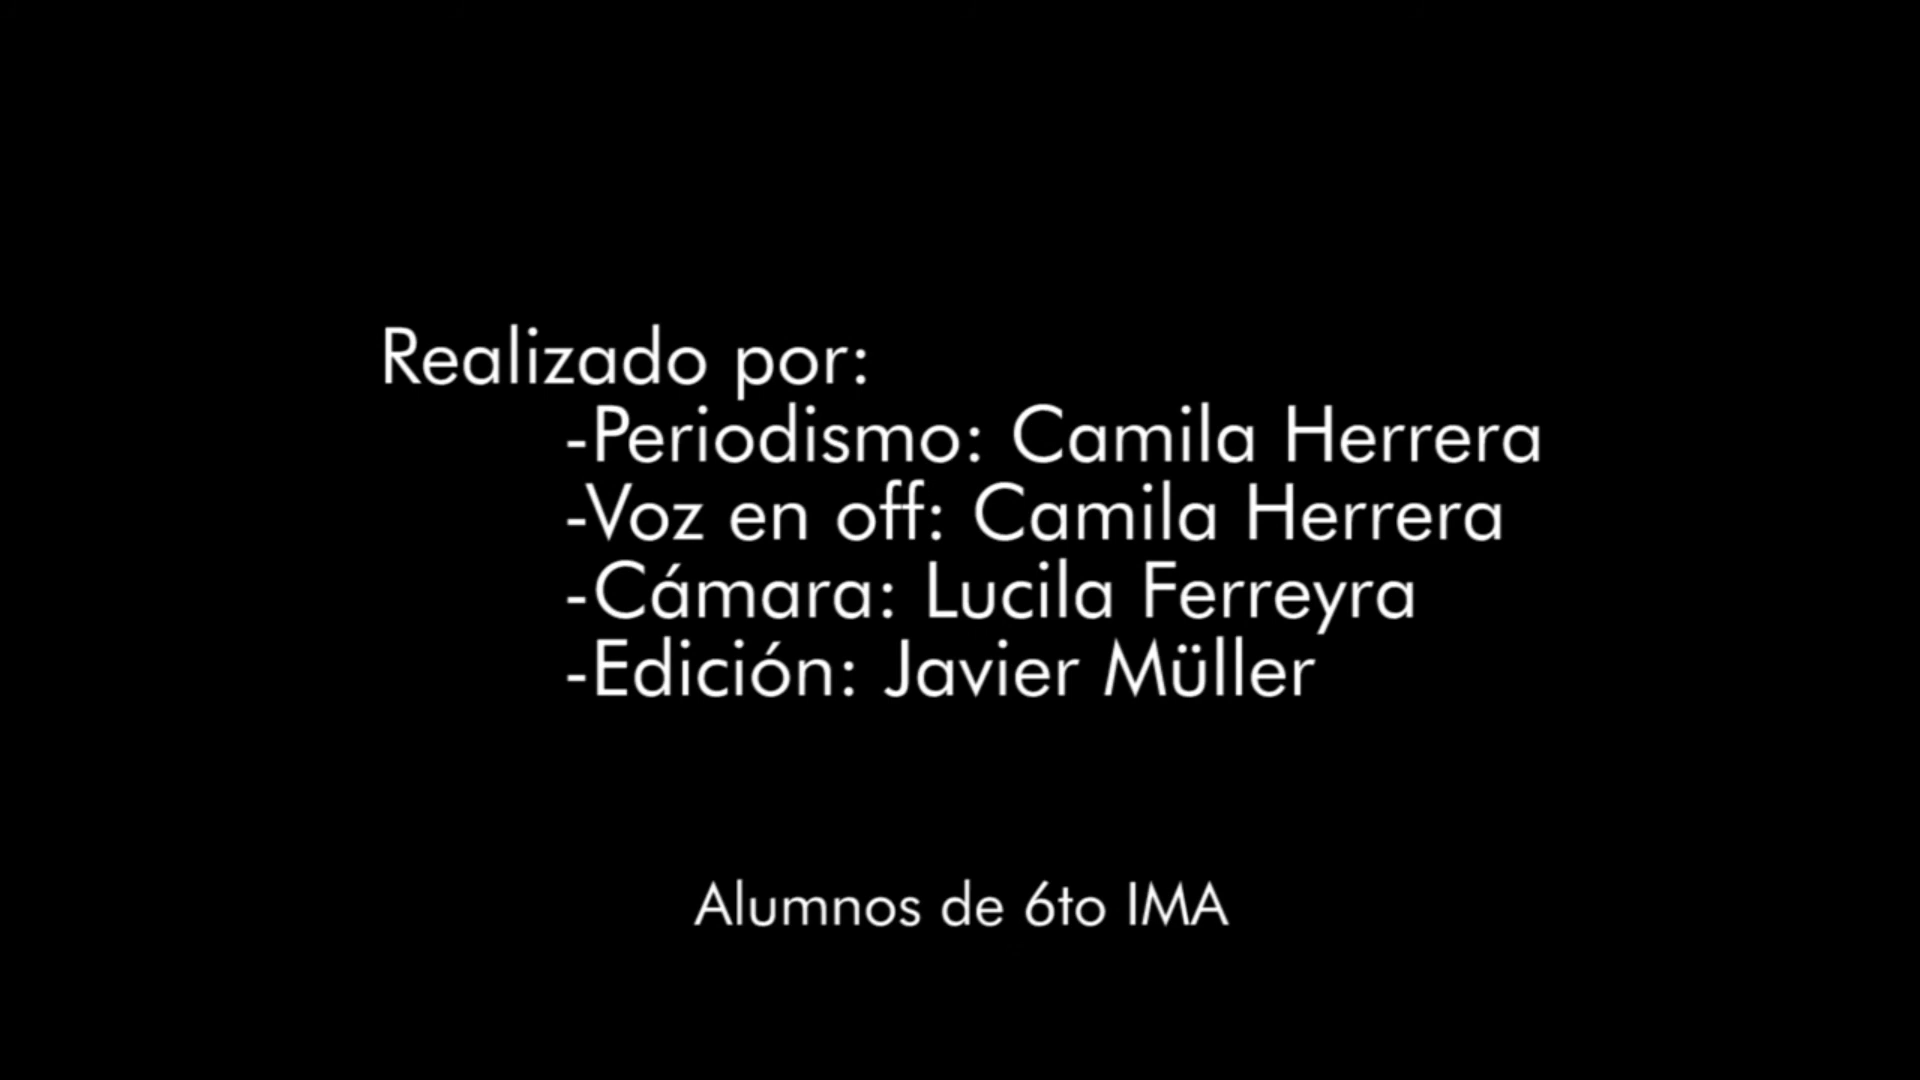 Realizado por:
-Periodismo: Camila Herrera
-Voz en off: Camila Herrera
-Cámara: Lucila Ferreyra
-Edición: Javier Müller
Alumnos de 6to IMA